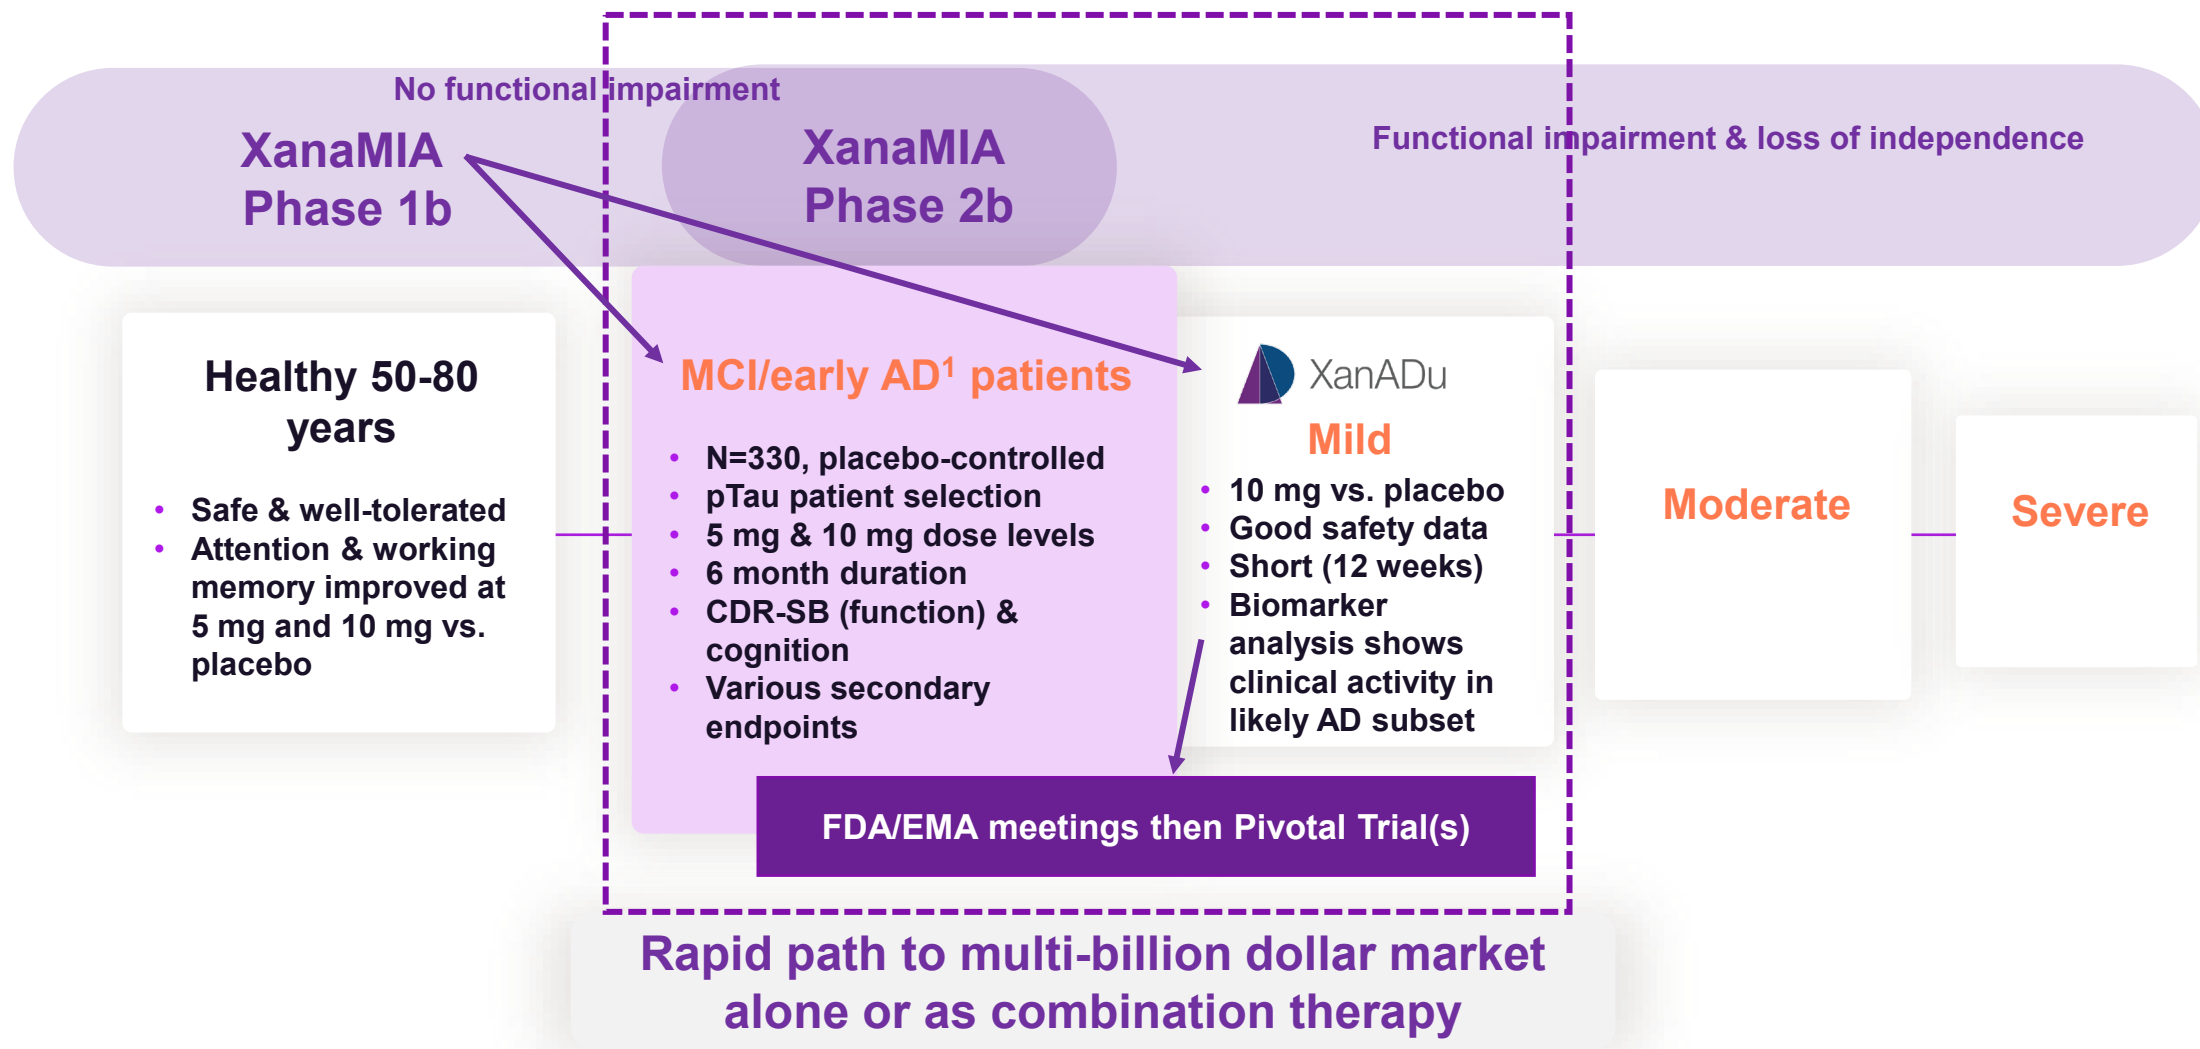 No functional impairment
XanaMIA
Phase 1b
XanaMIA
Phase 2b
Functional impairment & loss of independence
Healthy 50-80
years
• Safe & well-tolerated
• Attention & working
memory improved at
5 mg and 10 mg vs.
placebo
MCI/early AD¹ patients
• N=330, placebo-controlled
• pTau patient selection
• 5 mg & 10 mg dose levels
• 6 month duration
• CDR-SB (function) &
cognition
• Various secondary
endpoints
XanADu
Mild
• 10 mg vs. placebo
• Good safety data
• Short (12 weeks)
• Biomarker
analysis shows
clinical activity in
likely AD subset
Moderate
Severe
FDA/EMA meetings then Pivotal Trial(s)
Rapid path to multi-billion dollar market
alone or as combination therapy